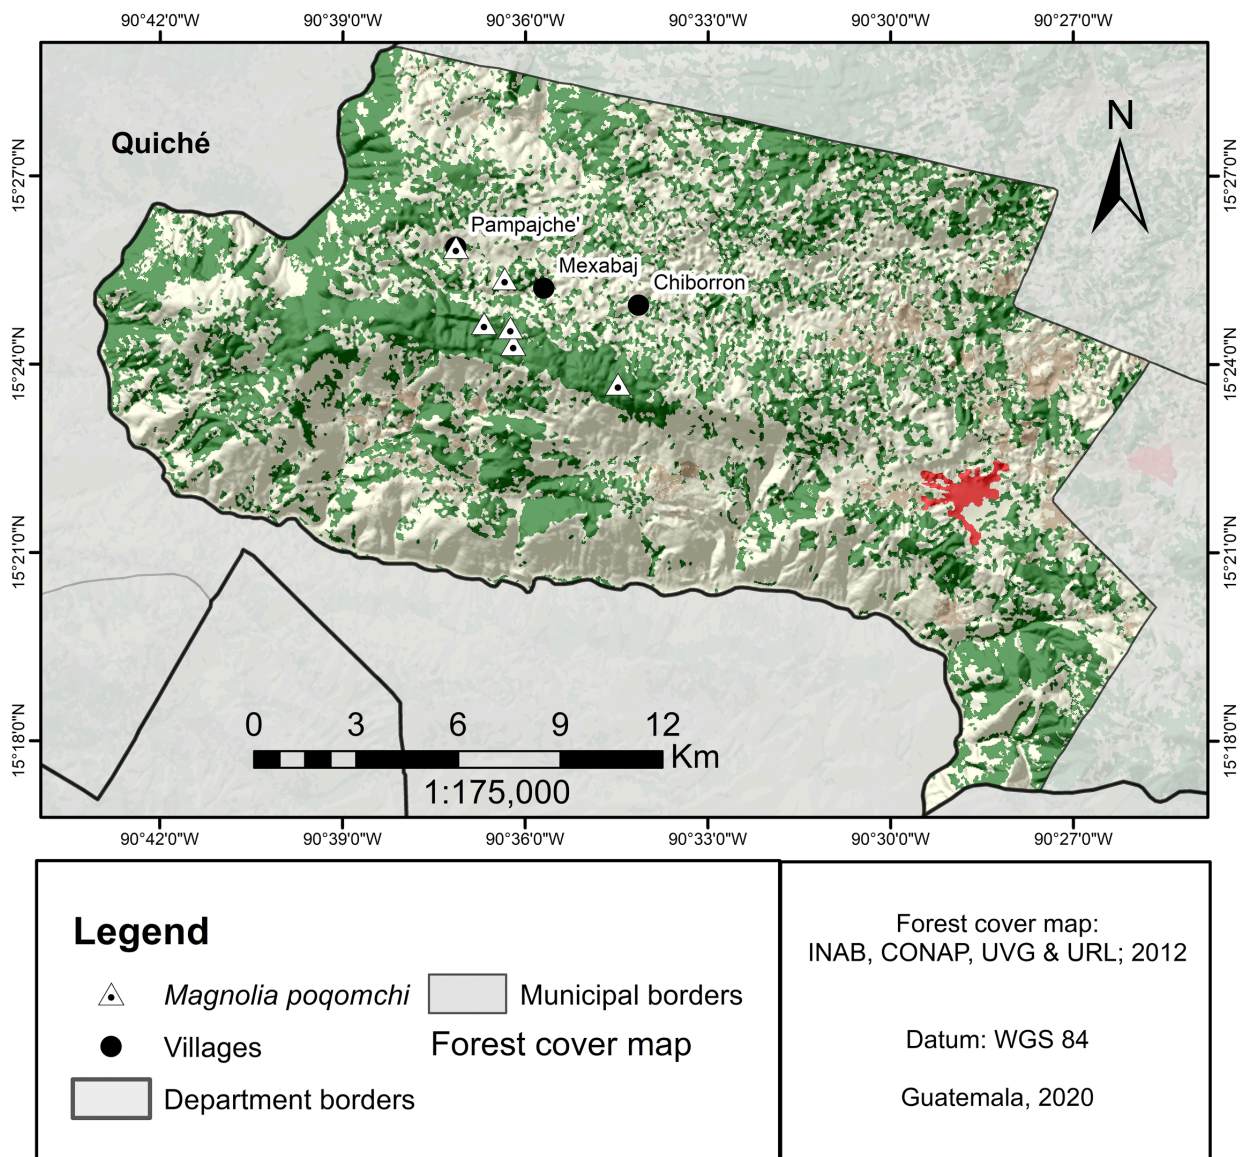 90°42'0"W 90°39'0"W 90°36'0"W 90°33'0"W 90°30'0"W 90°27'0"W
N
Quiché
15°27'0"N 15°27'0"N
Pampajche'
Mexabaj
Chiborron
15°24'0"N 15°24'0"N
15°21'0"N 15°21'0"N
15°18'0"N 15°18'0"N
0 3 6 9 12
Km
1:175,000
90°42'0"W 90°39'0"W 90°36'0"W 90°33'0"W 90°30'0"W 90°27'0"W
Legend
Magnolia poqomchi
Villages
Department borders
Municipal borders
Forest cover map
Forest cover map:
INAB, CONAP, UVG & URL; 2012
Datum: WGS 84
Guatemala, 2020